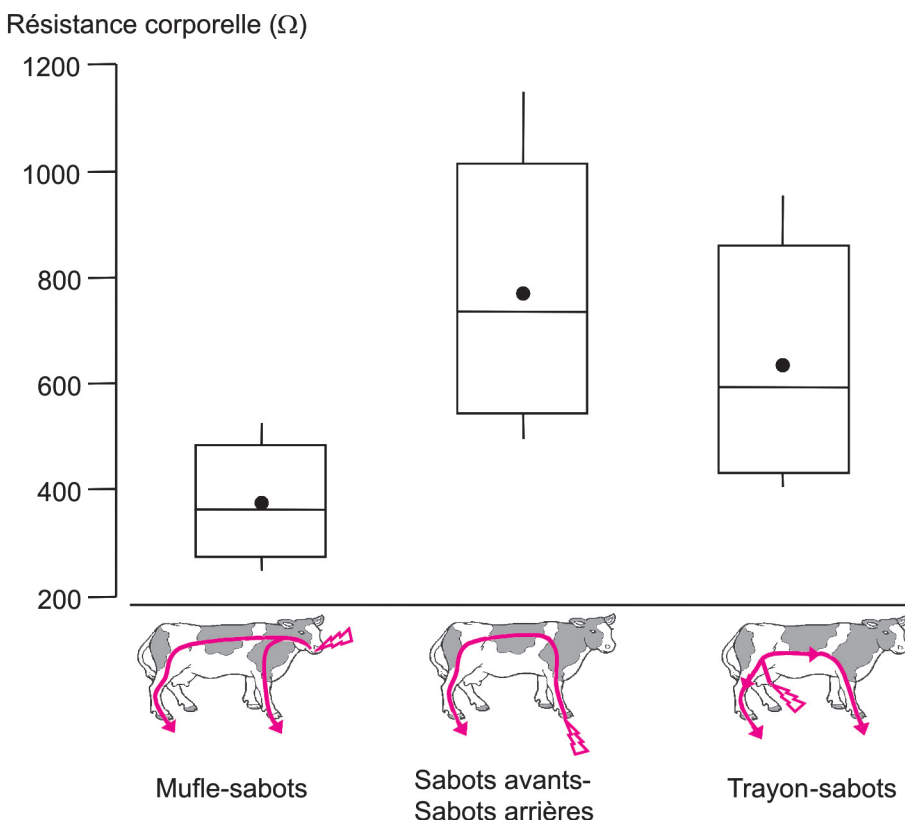 Résistance corporelle (Ω)
1200
1000
800
600
400
200
Mufle-sabots
Sabots avants-
Sabots arrières
Trayon-sabots